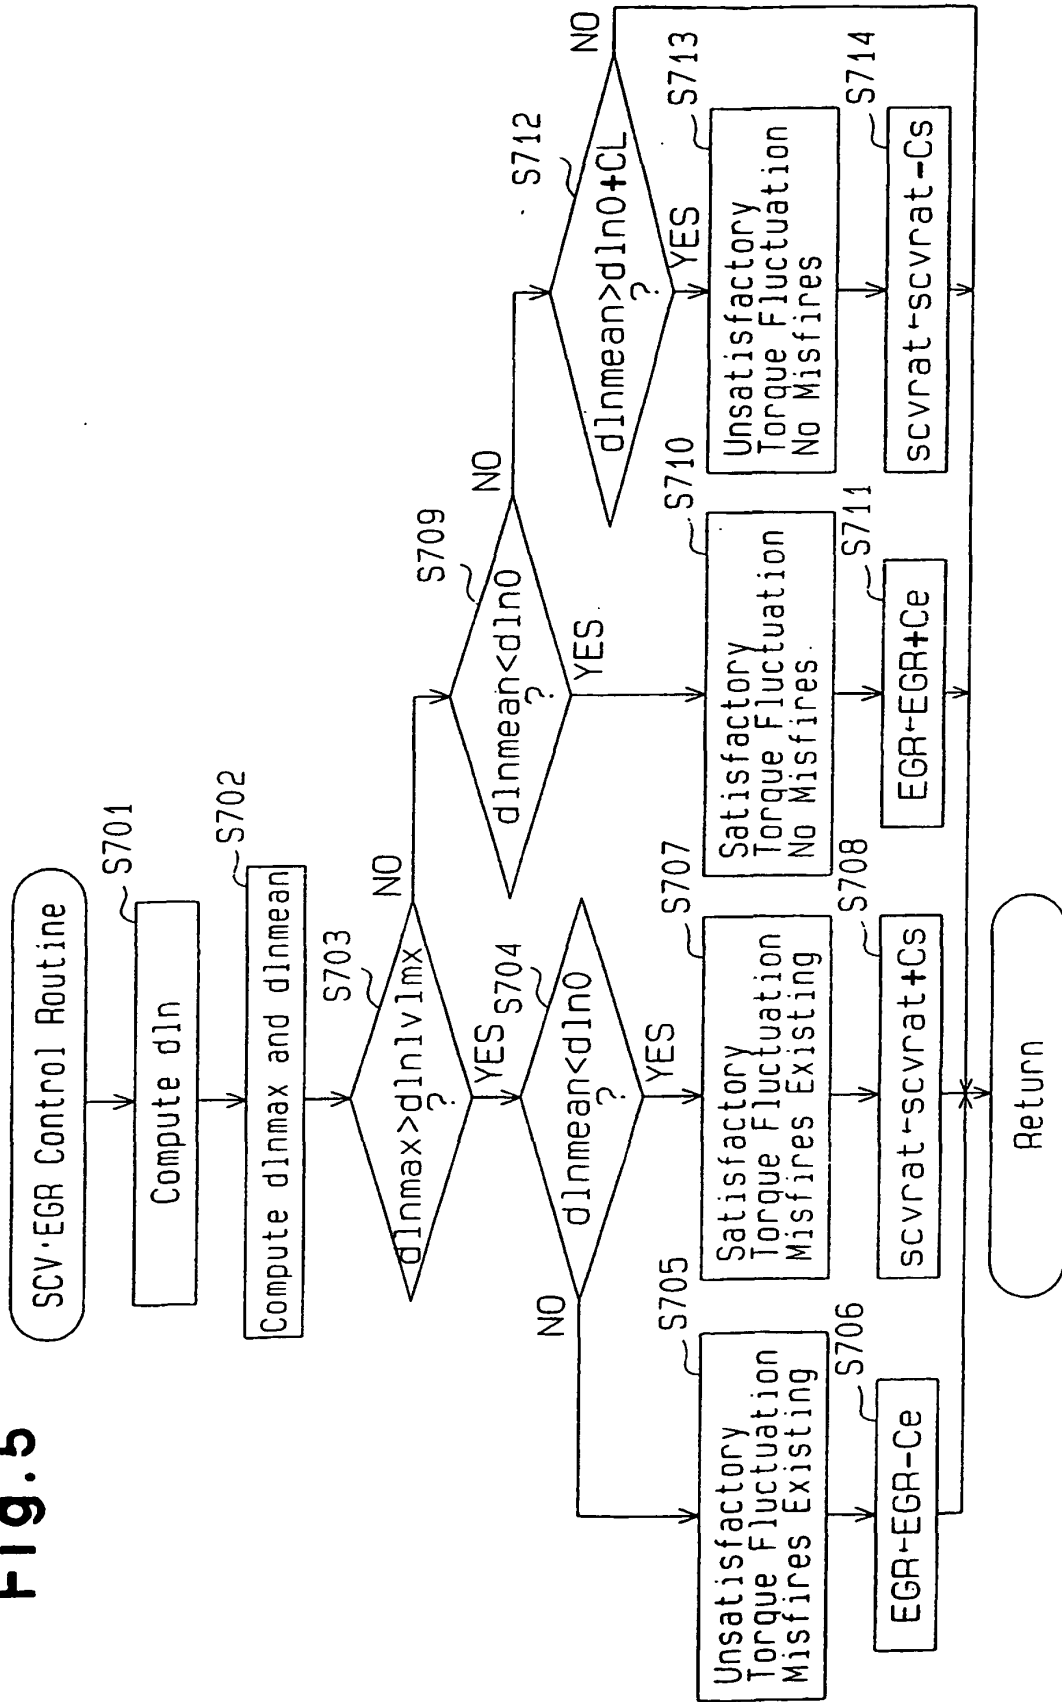 Fig.5
SCV·EGR Control Routine
S701
Compute dln
S702
Compute dlnmax and dlnmean
S703
dlnmax>dlnlvlmx
?
NO
YES
S704
dlnmean<dln0
?
NO
YES
S705
Unsatisfactory
Torque Fluctuation
Misfires Existing
S706
EGR←EGR-Ce
S707
Satisfactory
Torque Fluctuation
Misfires Existing
S708
scvrat←scvrat+Cs
S709
dlnmean<dln0
?
NO
YES
S710
Satisfactory
Torque Fluctuation
No Misfires
S711
EGR←EGR+Ce
S712
dlnmean>dln0+CL
?
NO
YES
S713
Unsatisfactory
Torque Fluctuation
No Misfires
S714
scvrat←scvrat-Cs
Return